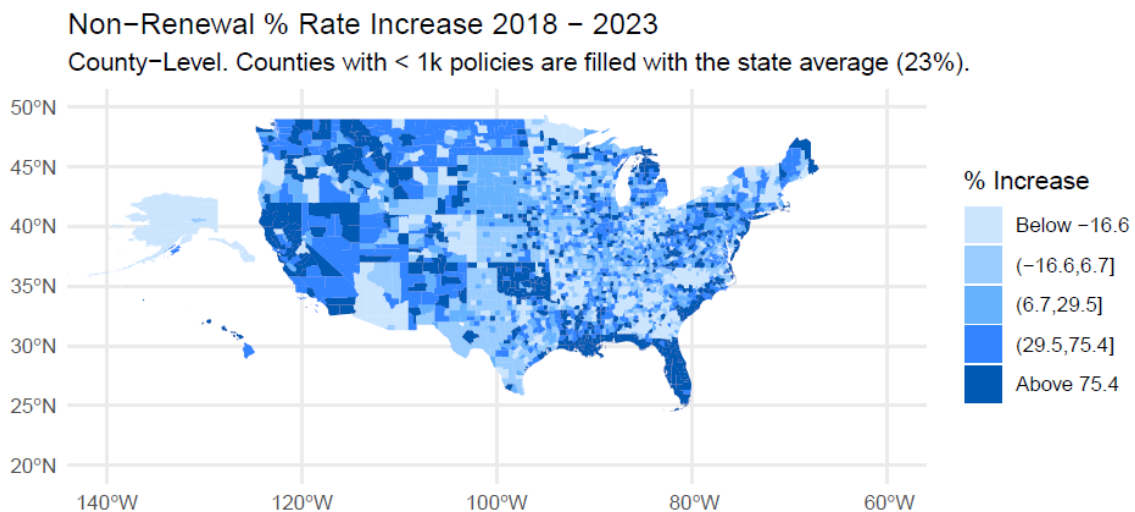 Non−Renewal % Rate Increase 2018 − 2023
County−Level. Counties with < 1k policies are filled with the state average (23%).
50°N
45°N
40°N
35°N
30°N
25°N
20°N
140°W 120°W 100°W 80°W 60°W
% Increase
Below −16.6
(−16.6,6.7]
(6.7,29.5]
(29.5,75.4]
Above 75.4